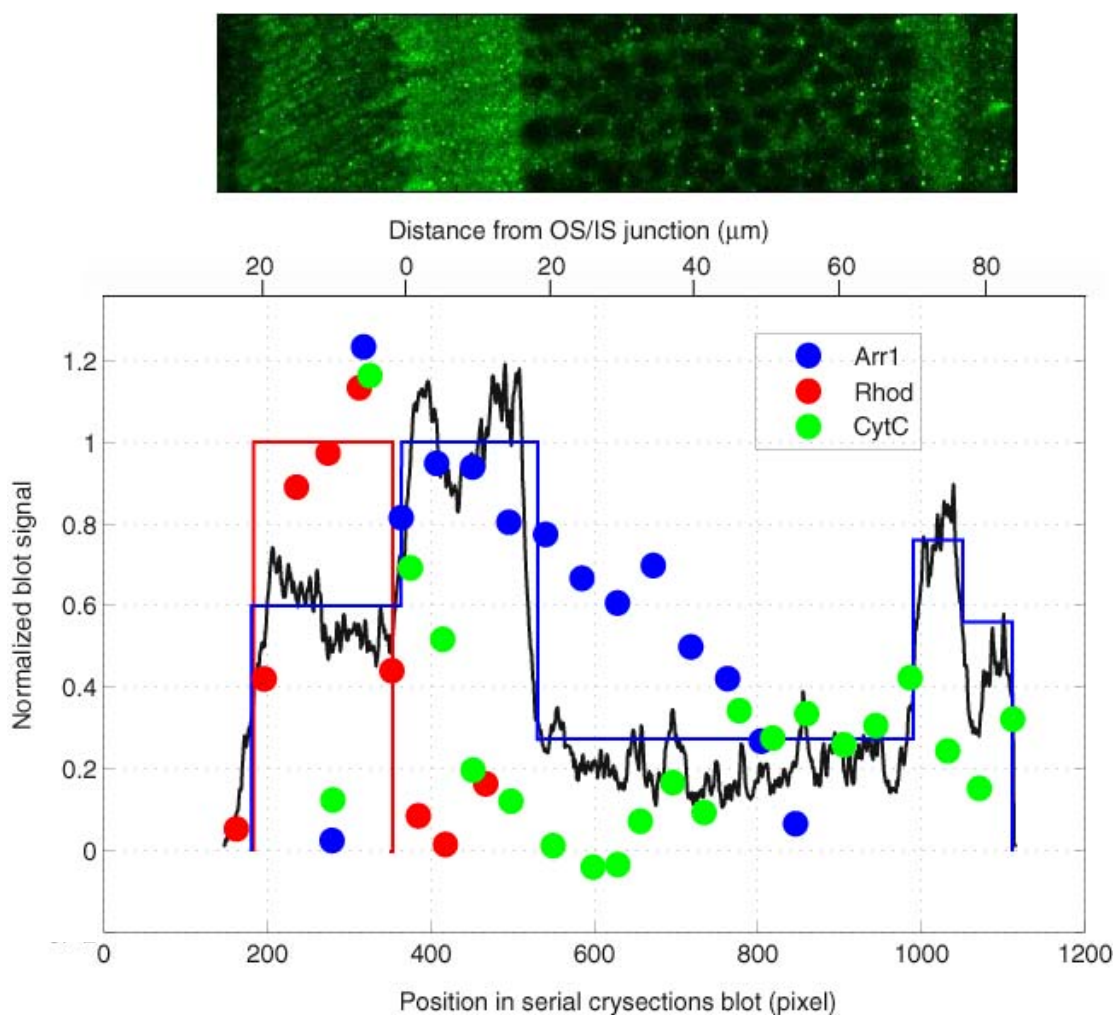 Distance from OS/IS junction (μm)
20 0 20 40 60 80
Arr1
Rhod
CytC
1.2
1
0.8
0.6
0.4
0.2
0
Normalized blot signal
0 200 400 600 800 1000 1200
Position in serial crysections blot (pixel)